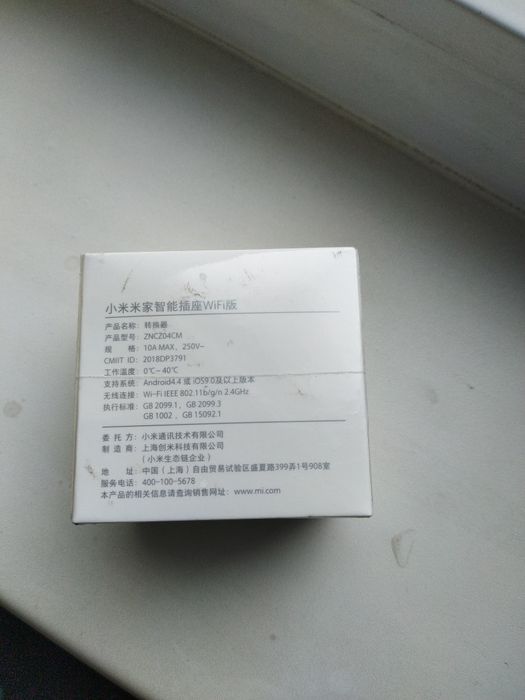 小米米家智能插座WiFi版
产品名称: 转换器
产品型号: ZNCZ04CM
规 格: 10A MAX, 250V~
CMIIT ID: 2018DP3791
工作温度: 0℃~40℃
支持系统: Android4.4 或 iOS9.0及以上版本
无线连接: Wi-Fi IEEE 802.11b/g/n 2.4GHz
执行标准: GB 2099.1, GB 2099.3
GB 1002, GB 15092.1
委 托 方: 小米通讯技术有限公司
制 造 商: 上海创米科技有限公司
(小米生态链企业)
地 址: 中国(上海)自由贸易试验区盛夏路399弄1号908室
服务电话: 400-100-5678
本产品的相关信息请查询销售网址: www.mi.com